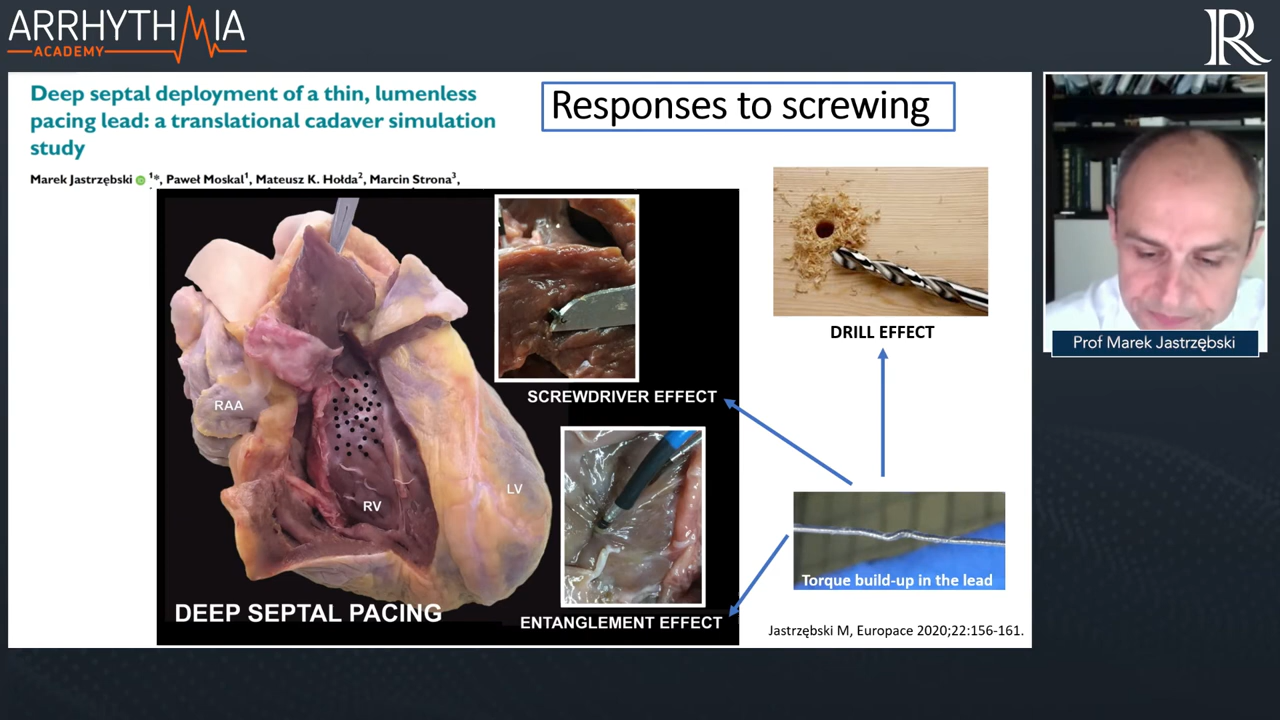 ARRHYTHMIA
ACADEMY
R
Deep septal deployment of a thin, lumenless
pacing lead: a translational cadaver simulation
study
Marek Jastrzębski 1*, Paweł Moskal1, Mateusz K. Hołda2, Marcin Strona3,
Responses to screwing
RAA
RV
LV
DEEP SEPTAL PACING
SCREWDRIVER EFFECT
ENTANGLEMENT EFFECT
DRILL EFFECT
Torque build-up in the lead
Jastrzębski M, Europace 2020;22:156-161.
Prof Marek Jastrzębski